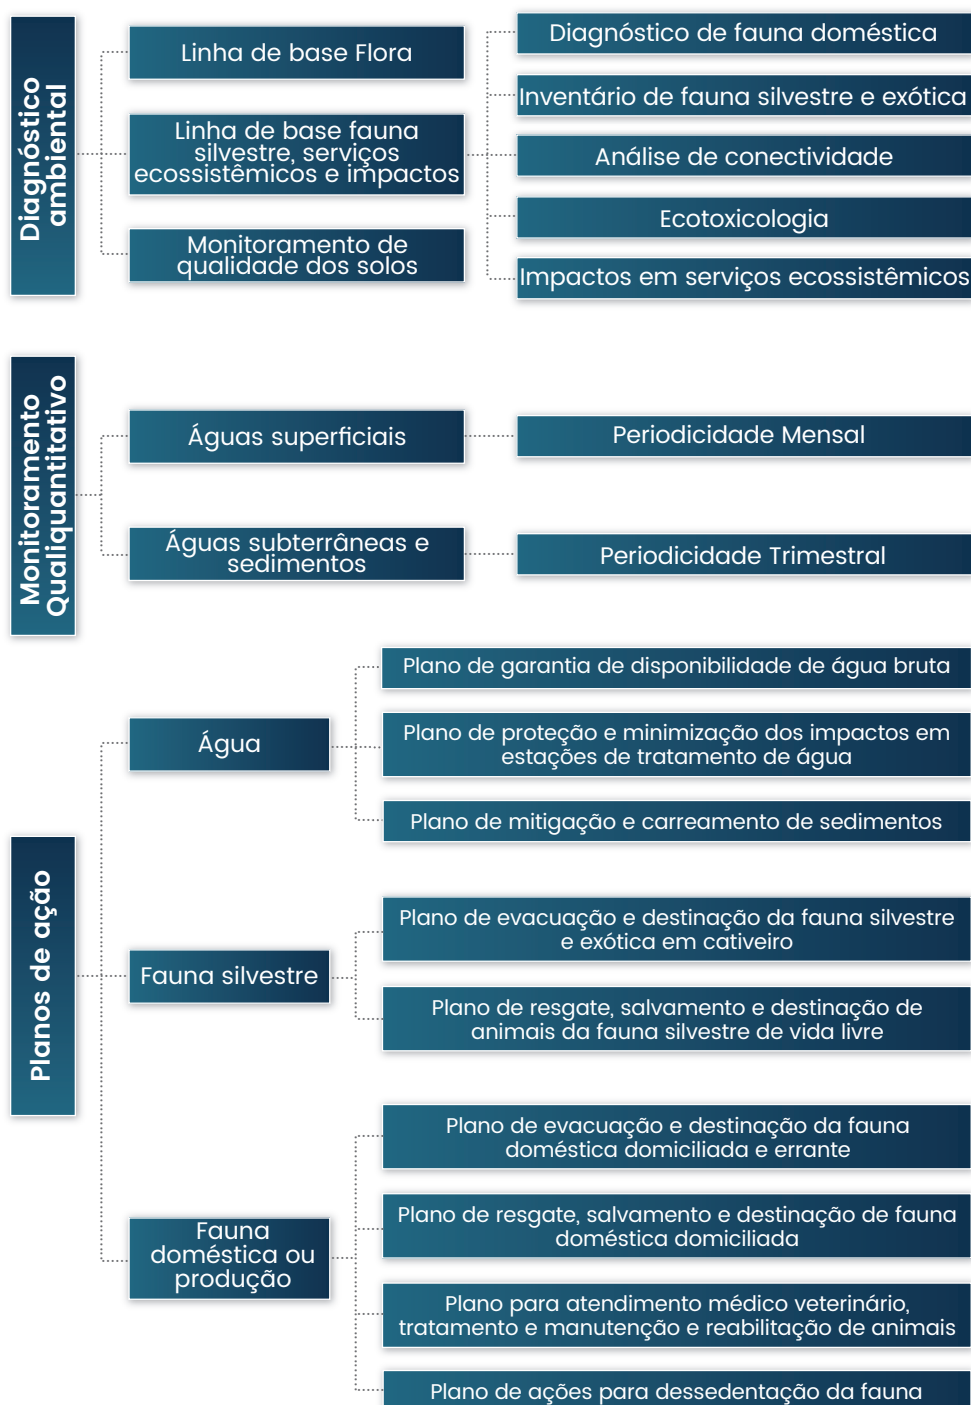 Diagnóstico
ambiental
Linha de base Flora
Linha de base fauna
silvestre, serviços
ecossistêmicos e impactos
Monitoramento de
qualidade dos solos
Diagnóstico de fauna doméstica
Inventário de fauna silvestre e exótica
Análise de conectividade
Ecotoxicologia
Impactos em serviços ecossistêmicos
Monitoramento
Qualiquantitativo
Águas superficiais
Periodicidade Mensal
Águas subterrâneas e
sedimentos
Periodicidade Trimestral
Planos de ação
Água
Plano de garantia de disponibilidade de água bruta
Plano de proteção e minimização dos impactos em
estações de tratamento de água
Plano de mitigação e carreamento de sedimentos
Fauna silvestre
Plano de evacuação e destinação da fauna silvestre
e exótica em cativeiro
Plano de resgate, salvamento e destinação de
animais da fauna silvestre de vida livre
Fauna
doméstica ou
produção
Plano de evacuação e destinação da fauna
doméstica domiciliada e errante
Plano de resgate, salvamento e destinação de fauna
doméstica domiciliada
Plano para atendimento médico veterinário,
tratamento e manutenção e reabilitação de animais
Plano de ações para dessedentação da fauna